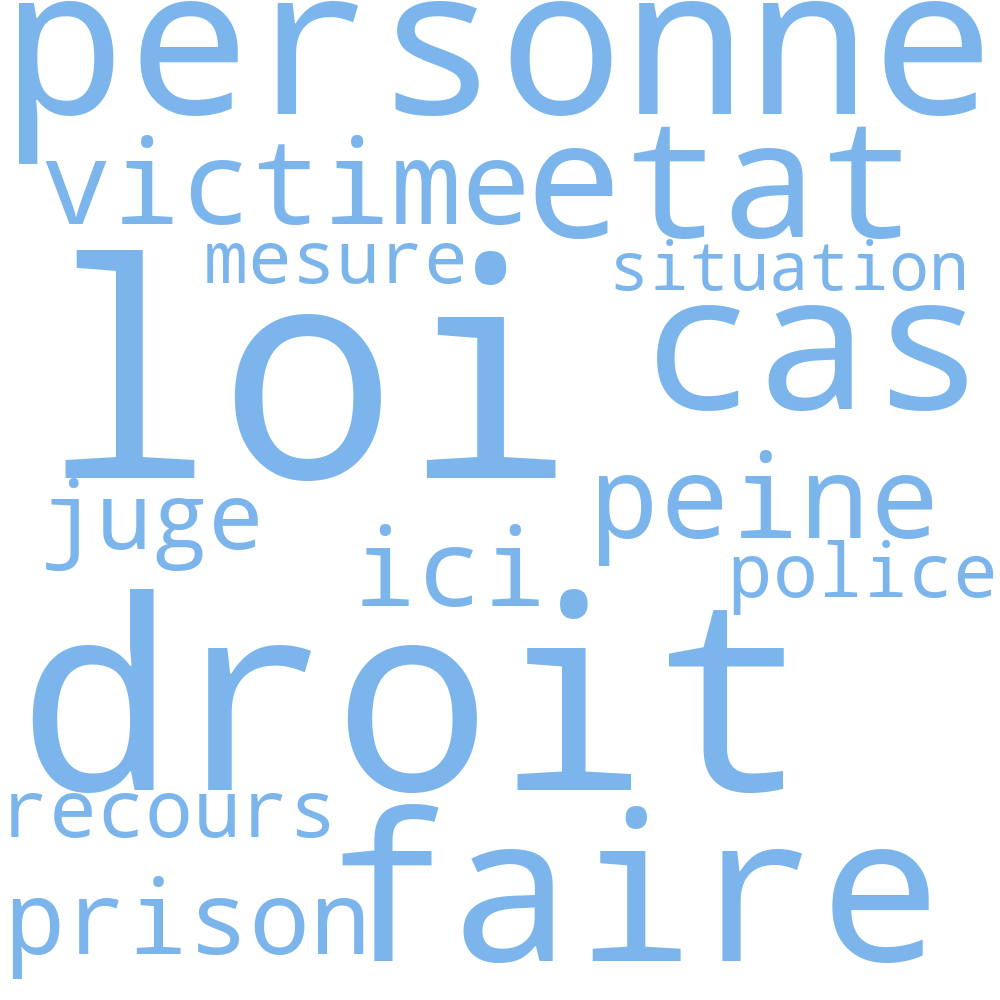 personne
victime etat
mesure situation
loi cas
juge peine
ici police
droit
recours faire
prison